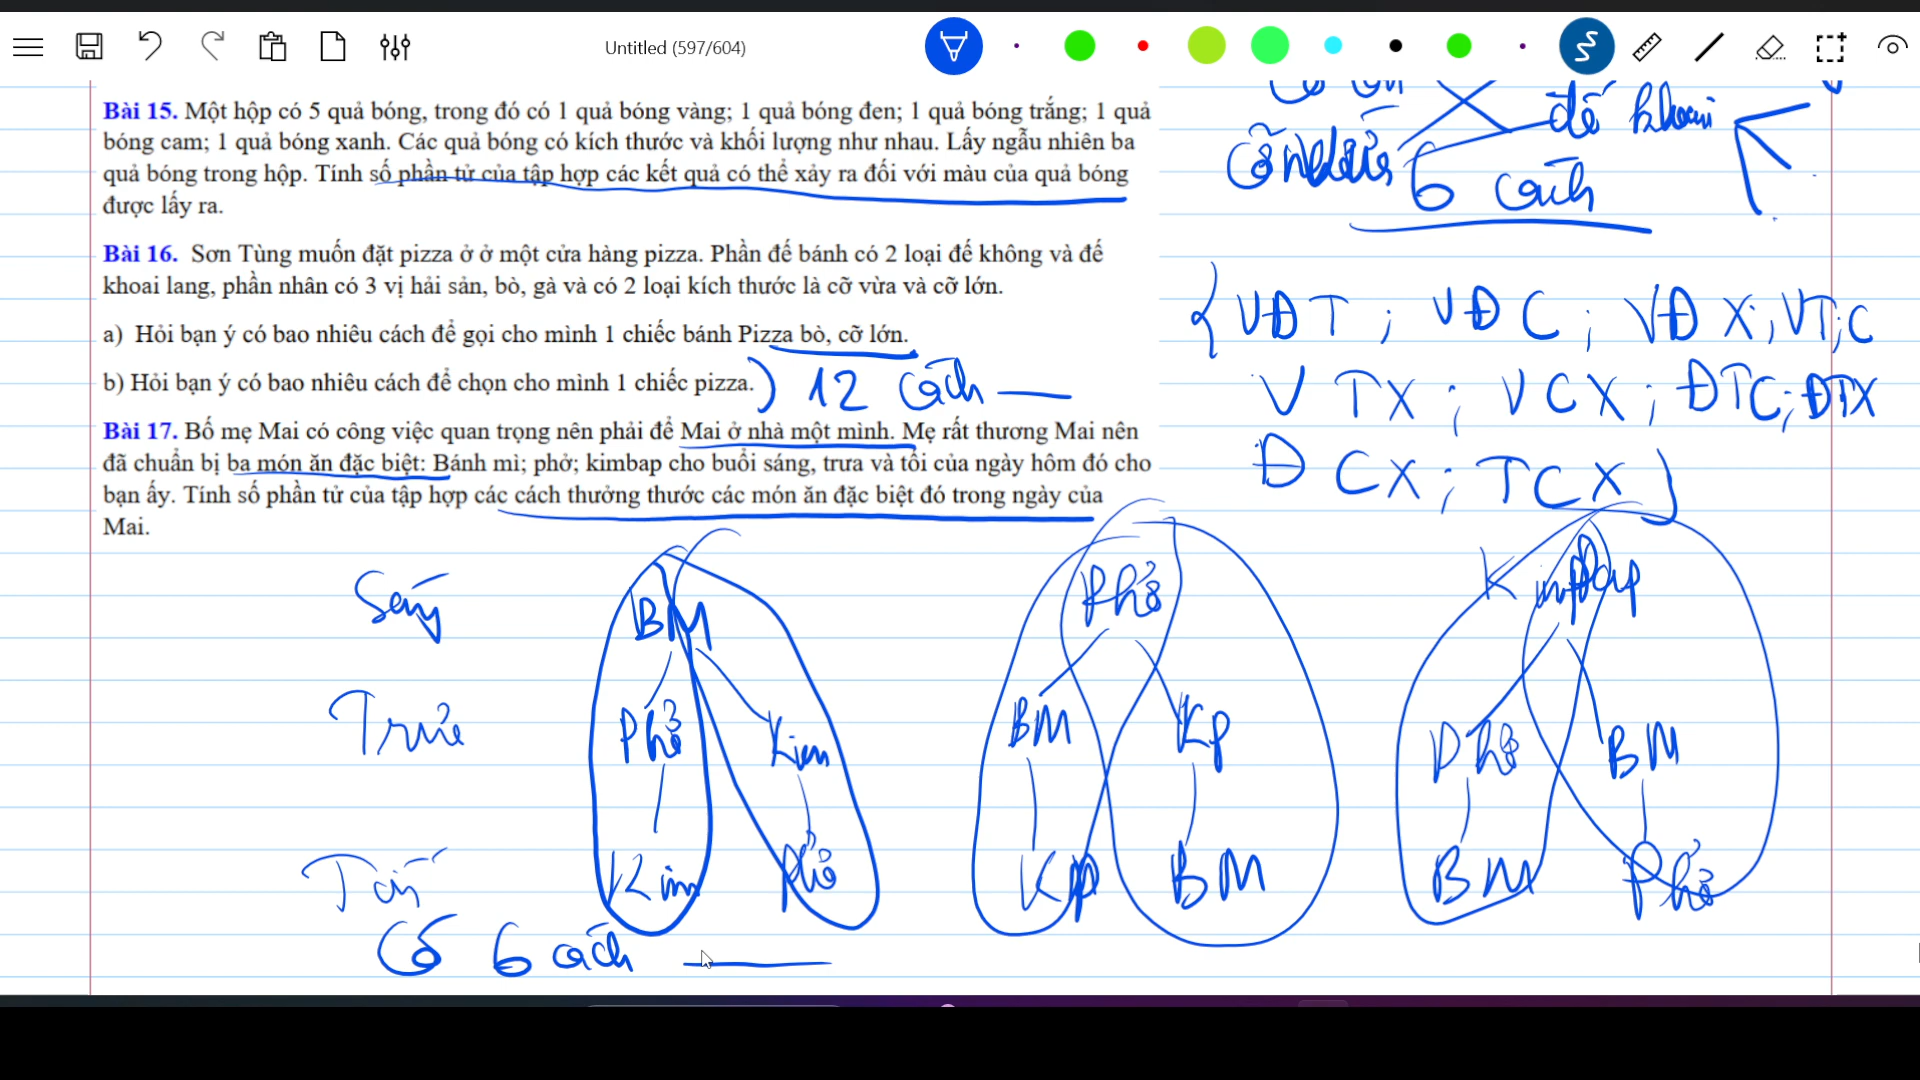 Untitled (597/604)
Bài 15. Một hộp có 5 quả bóng, trong đó có 1 quả bóng vàng; 1 quả bóng đen; 1 quả bóng trắng; 1 quả
bóng cam; 1 quả bóng xanh. Các quả bóng có kích thước và khối lượng như nhau. Lấy ngẫu nhiên ba
quả bóng trong hộp. Tính số phần tử của tập hợp các kết quả có thể xảy ra đối với màu của quả bóng
được lấy ra.
Bài 16. Sơn Tùng muốn đặt pizza ở ở một cửa hàng pizza. Phần đế bánh có 2 loại đế không và đế
khoai lang, phần nhân có 3 vị hải sản, bò, gà và có 2 loại kích thước là cỡ vừa và cỡ lớn.
a) Hỏi bạn ý có bao nhiêu cách để gọi cho mình 1 chiếc bánh Pizza bò, cỡ lớn.
b) Hỏi bạn ý có bao nhiêu cách để chọn cho mình 1 chiếc pizza. ) 12 cách
Bài 17. Bố mẹ Mai có công việc quan trọng nên phải để Mai ở nhà một mình. Mẹ rất thương Mai nên
đã chuẩn bị ba món ăn đặc biệt: Bánh mì; phở; kimbap cho buổi sáng, trưa và tối của ngày hôm đó cho
bạn ấy. Tính số phần tử của tập hợp các cách thưởng thước các món ăn đặc biệt đó trong ngày của
Mai.
đế khoai
6 cách
{ VĐT ; VĐC ; VĐX ; VTC
VTX ; VCX ; ĐTC ; ĐTX
ĐCX ; TCX }
Sáng BM Phở Kimbap
Trưa Phở Kim BM KP Phở BM
Tối Kim Phở KP BM BM Phở
Có 6 cách